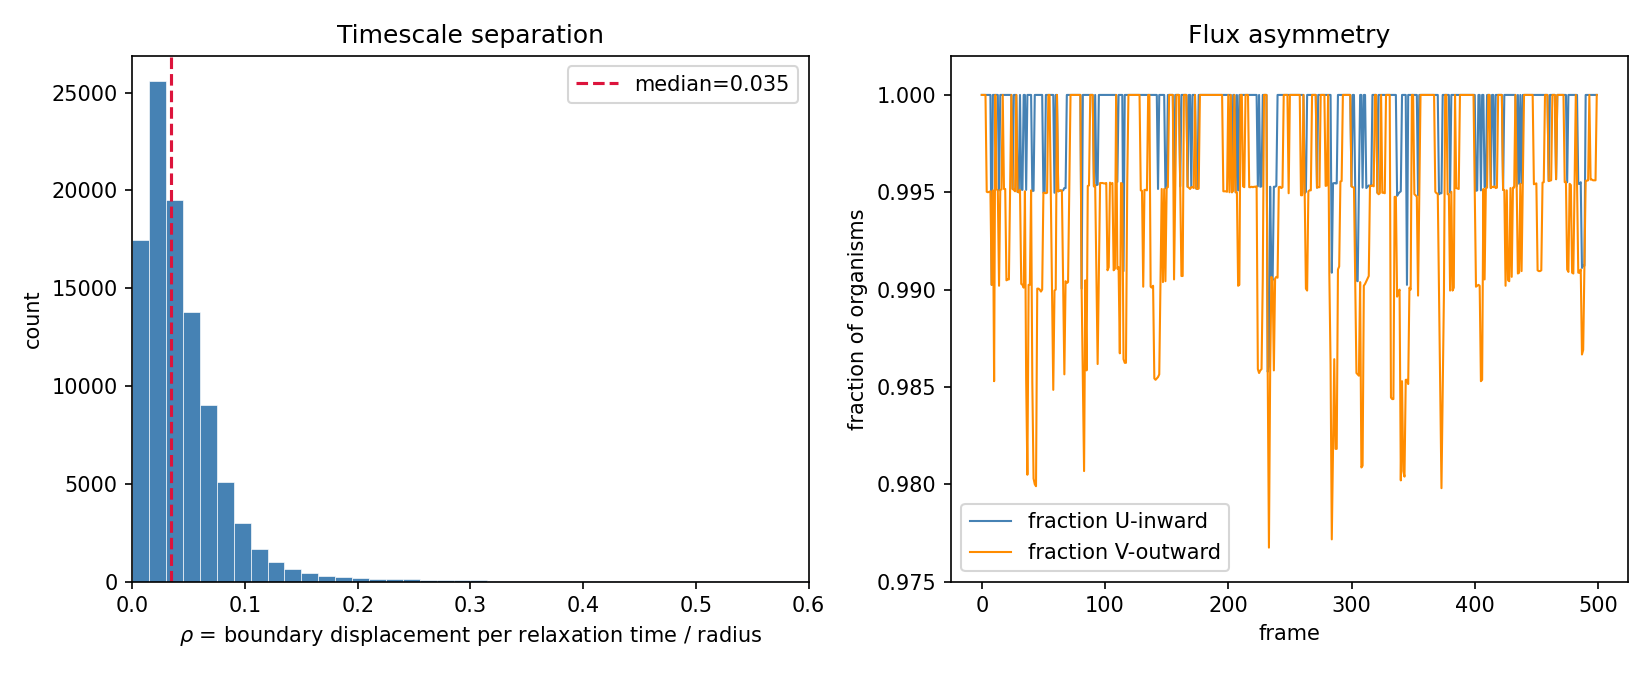 Timescale separation
median=0.035
25000
20000
15000
10000
5000
0
count
0.0 0.1 0.2 0.3 0.4 0.5 0.6
ρ = boundary displacement per relaxation time / radius
Flux asymmetry
1.000
0.995
0.990
0.985
0.980
0.975
fraction of organisms
fraction U-inward
fraction V-outward
0 100 200 300 400 500
frame